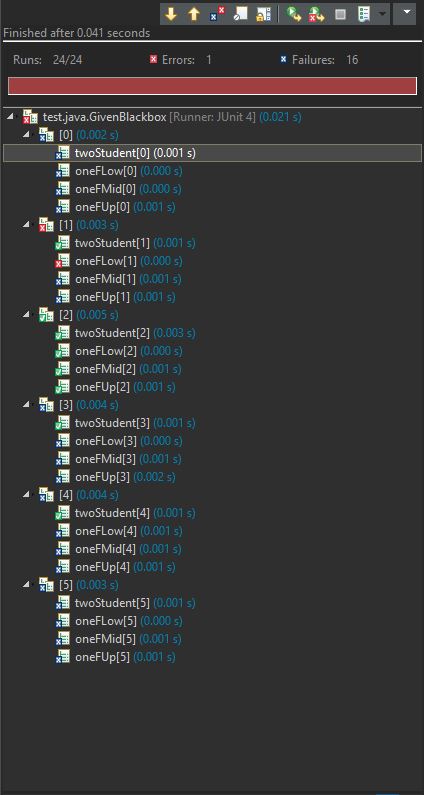 Finished after 0.041 seconds
Runs: 24/24 Errors: 1 Failures: 16
test.java.GivenBlackbox [Runner: JUnit 4] (0.021 s)
[0] (0.002 s)
twoStudent[0] (0.001 s)
oneFLow[0] (0.000 s)
oneFMid[0] (0.000 s)
oneFUp[0] (0.001 s)
[1] (0.003 s)
twoStudent[1] (0.001 s)
oneFLow[1] (0.000 s)
oneFMid[1] (0.001 s)
oneFUp[1] (0.001 s)
[2] (0.005 s)
twoStudent[2] (0.003 s)
oneFLow[2] (0.000 s)
oneFMid[2] (0.001 s)
oneFUp[2] (0.001 s)
[3] (0.004 s)
twoStudent[3] (0.001 s)
oneFLow[3] (0.000 s)
oneFMid[3] (0.001 s)
oneFUp[3] (0.002 s)
[4] (0.004 s)
twoStudent[4] (0.001 s)
oneFLow[4] (0.001 s)
oneFMid[4] (0.001 s)
oneFUp[4] (0.001 s)
[5] (0.003 s)
twoStudent[5] (0.001 s)
oneFLow[5] (0.000 s)
oneFMid[5] (0.001 s)
oneFUp[5] (0.001 s)